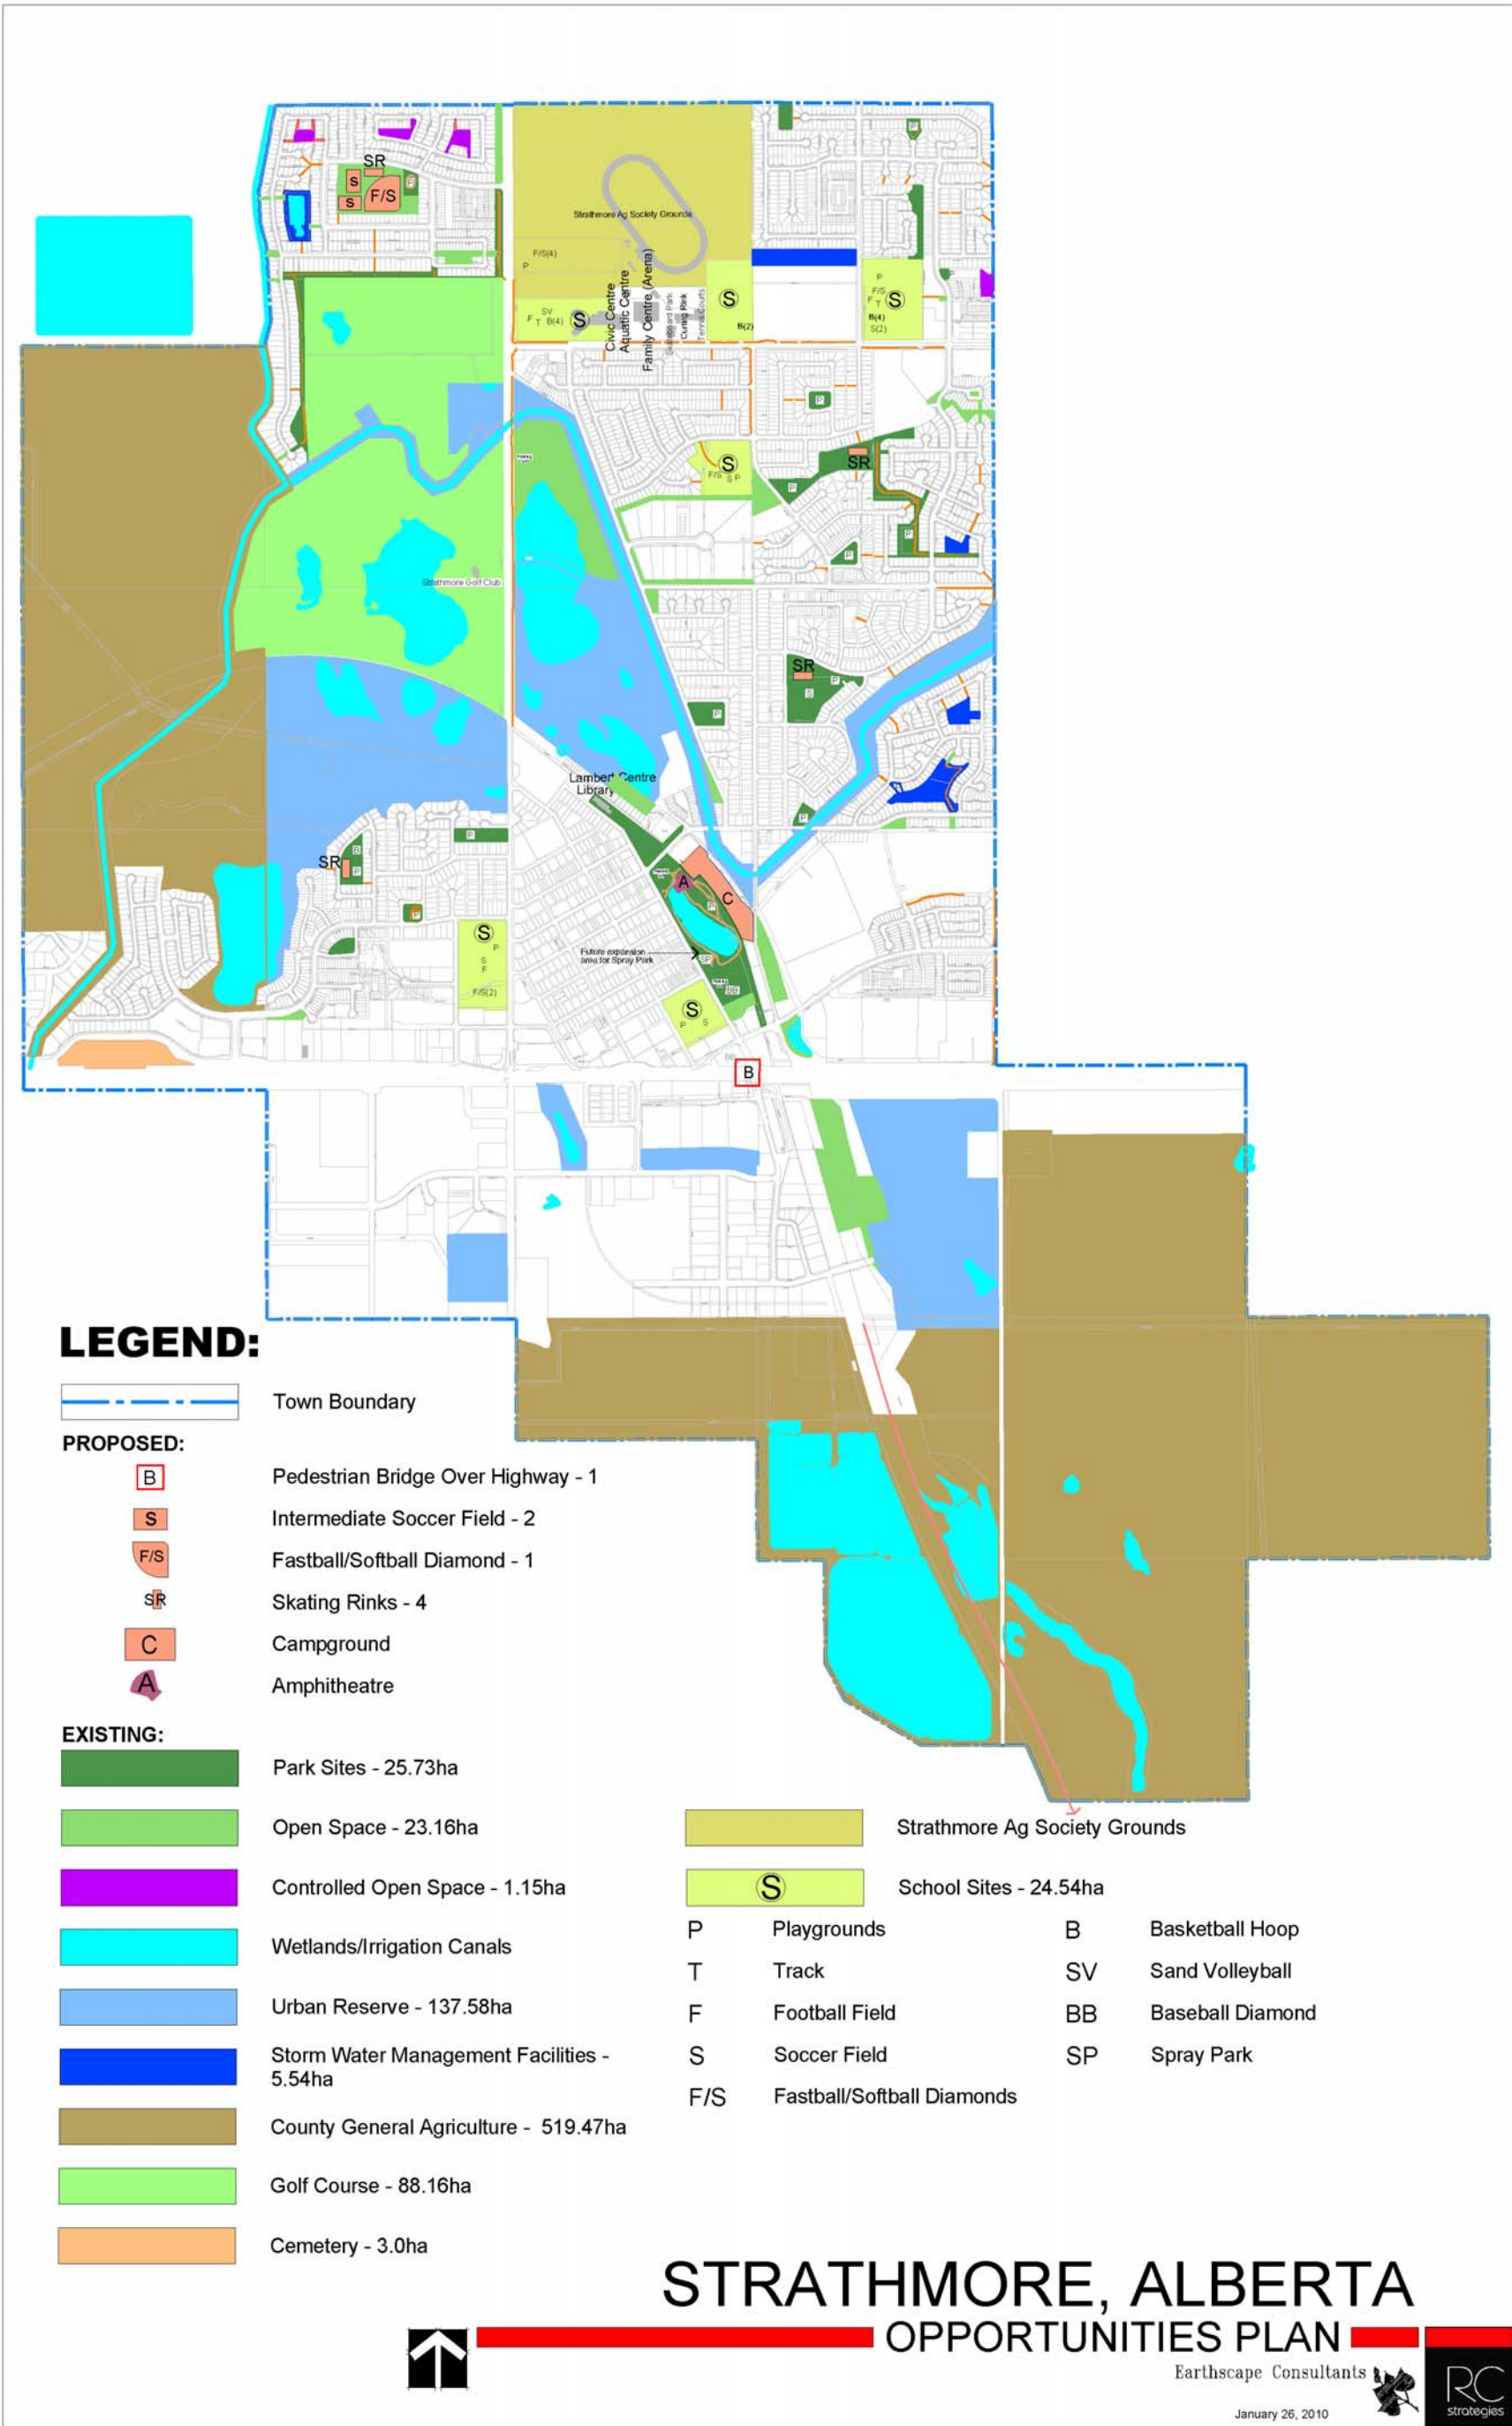 SR
S
F/S
S
P
P
Strathmore Ag Society Grounds
F/S(4)
P
SV
F T B(4)
S
Civic Centre
Aquatic Centre
Family Centre (Arena)
Skateboard Park
Curling Rink
Tennis Courts
S
B(2)
P
F/S
F T S
B(4)
S(2)
P
P
S
F/S S P
SR
P
P
P
Strathmore Golf Club
SR
P
S
P
Lambert Centre
Library
P
P
SR
B
P
P
A
C
P
S
P
S
F
F/S(2)
Future expansion
area for Spray Park
SP
BB
S
P S
BB
B
LEGEND:
Town Boundary
PROPOSED:
B Pedestrian Bridge Over Highway - 1
S Intermediate Soccer Field - 2
F/S Fastball/Softball Diamond - 1
SR Skating Rinks - 4
C Campground
A Amphitheatre
EXISTING:
Park Sites - 25.73ha
Open Space - 23.16ha
Controlled Open Space - 1.15ha
Wetlands/Irrigation Canals
Urban Reserve - 137.58ha
Storm Water Management Facilities -
5.54ha
County General Agriculture - 519.47ha
Golf Course - 88.16ha
Cemetery - 3.0ha
Strathmore Ag Society Grounds
S School Sites - 24.54ha
P Playgrounds
T Track
F Football Field
S Soccer Field
F/S Fastball/Softball Diamonds
B Basketball Hoop
SV Sand Volleyball
BB Baseball Diamond
SP Spray Park
STRATHMORE, ALBERTA
OPPORTUNITIES PLAN
Earthscape Consultants
RC
strategies
January 26, 2010